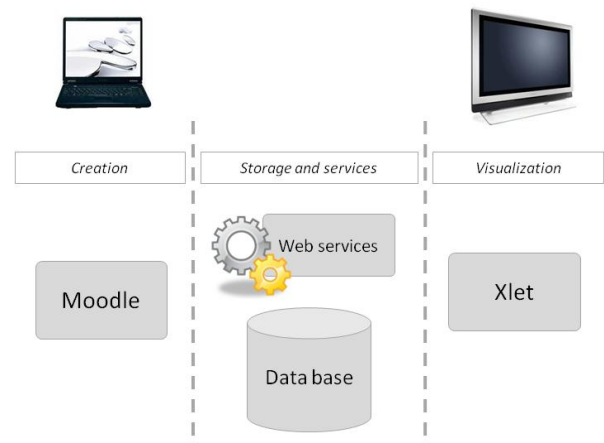 Creation
Storage and services
Visualization
Web services
Moodle
Xlet
Data base